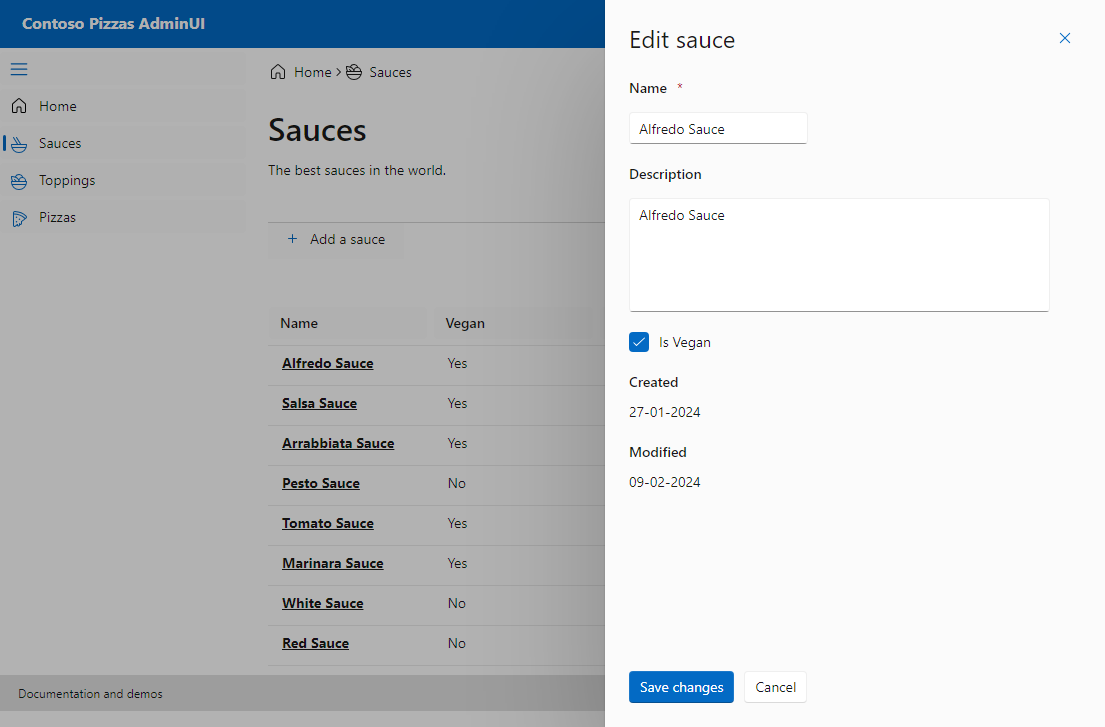 Contoso Pizzas AdminUI
Home
Sauces
Toppings
Pizzas
Home > Sauces
Sauces
The best sauces in the world.
+ Add a sauce
Name Vegan
Alfredo Sauce Yes
Salsa Sauce Yes
Arrabbiata Sauce Yes
Pesto Sauce No
Tomato Sauce Yes
Marinara Sauce Yes
White Sauce No
Red Sauce No
Documentation and demos
Edit sauce
Name *
Alfredo Sauce
Description
Alfredo Sauce
Is Vegan
Created
27-01-2024
Modified
09-02-2024
Save changes Cancel